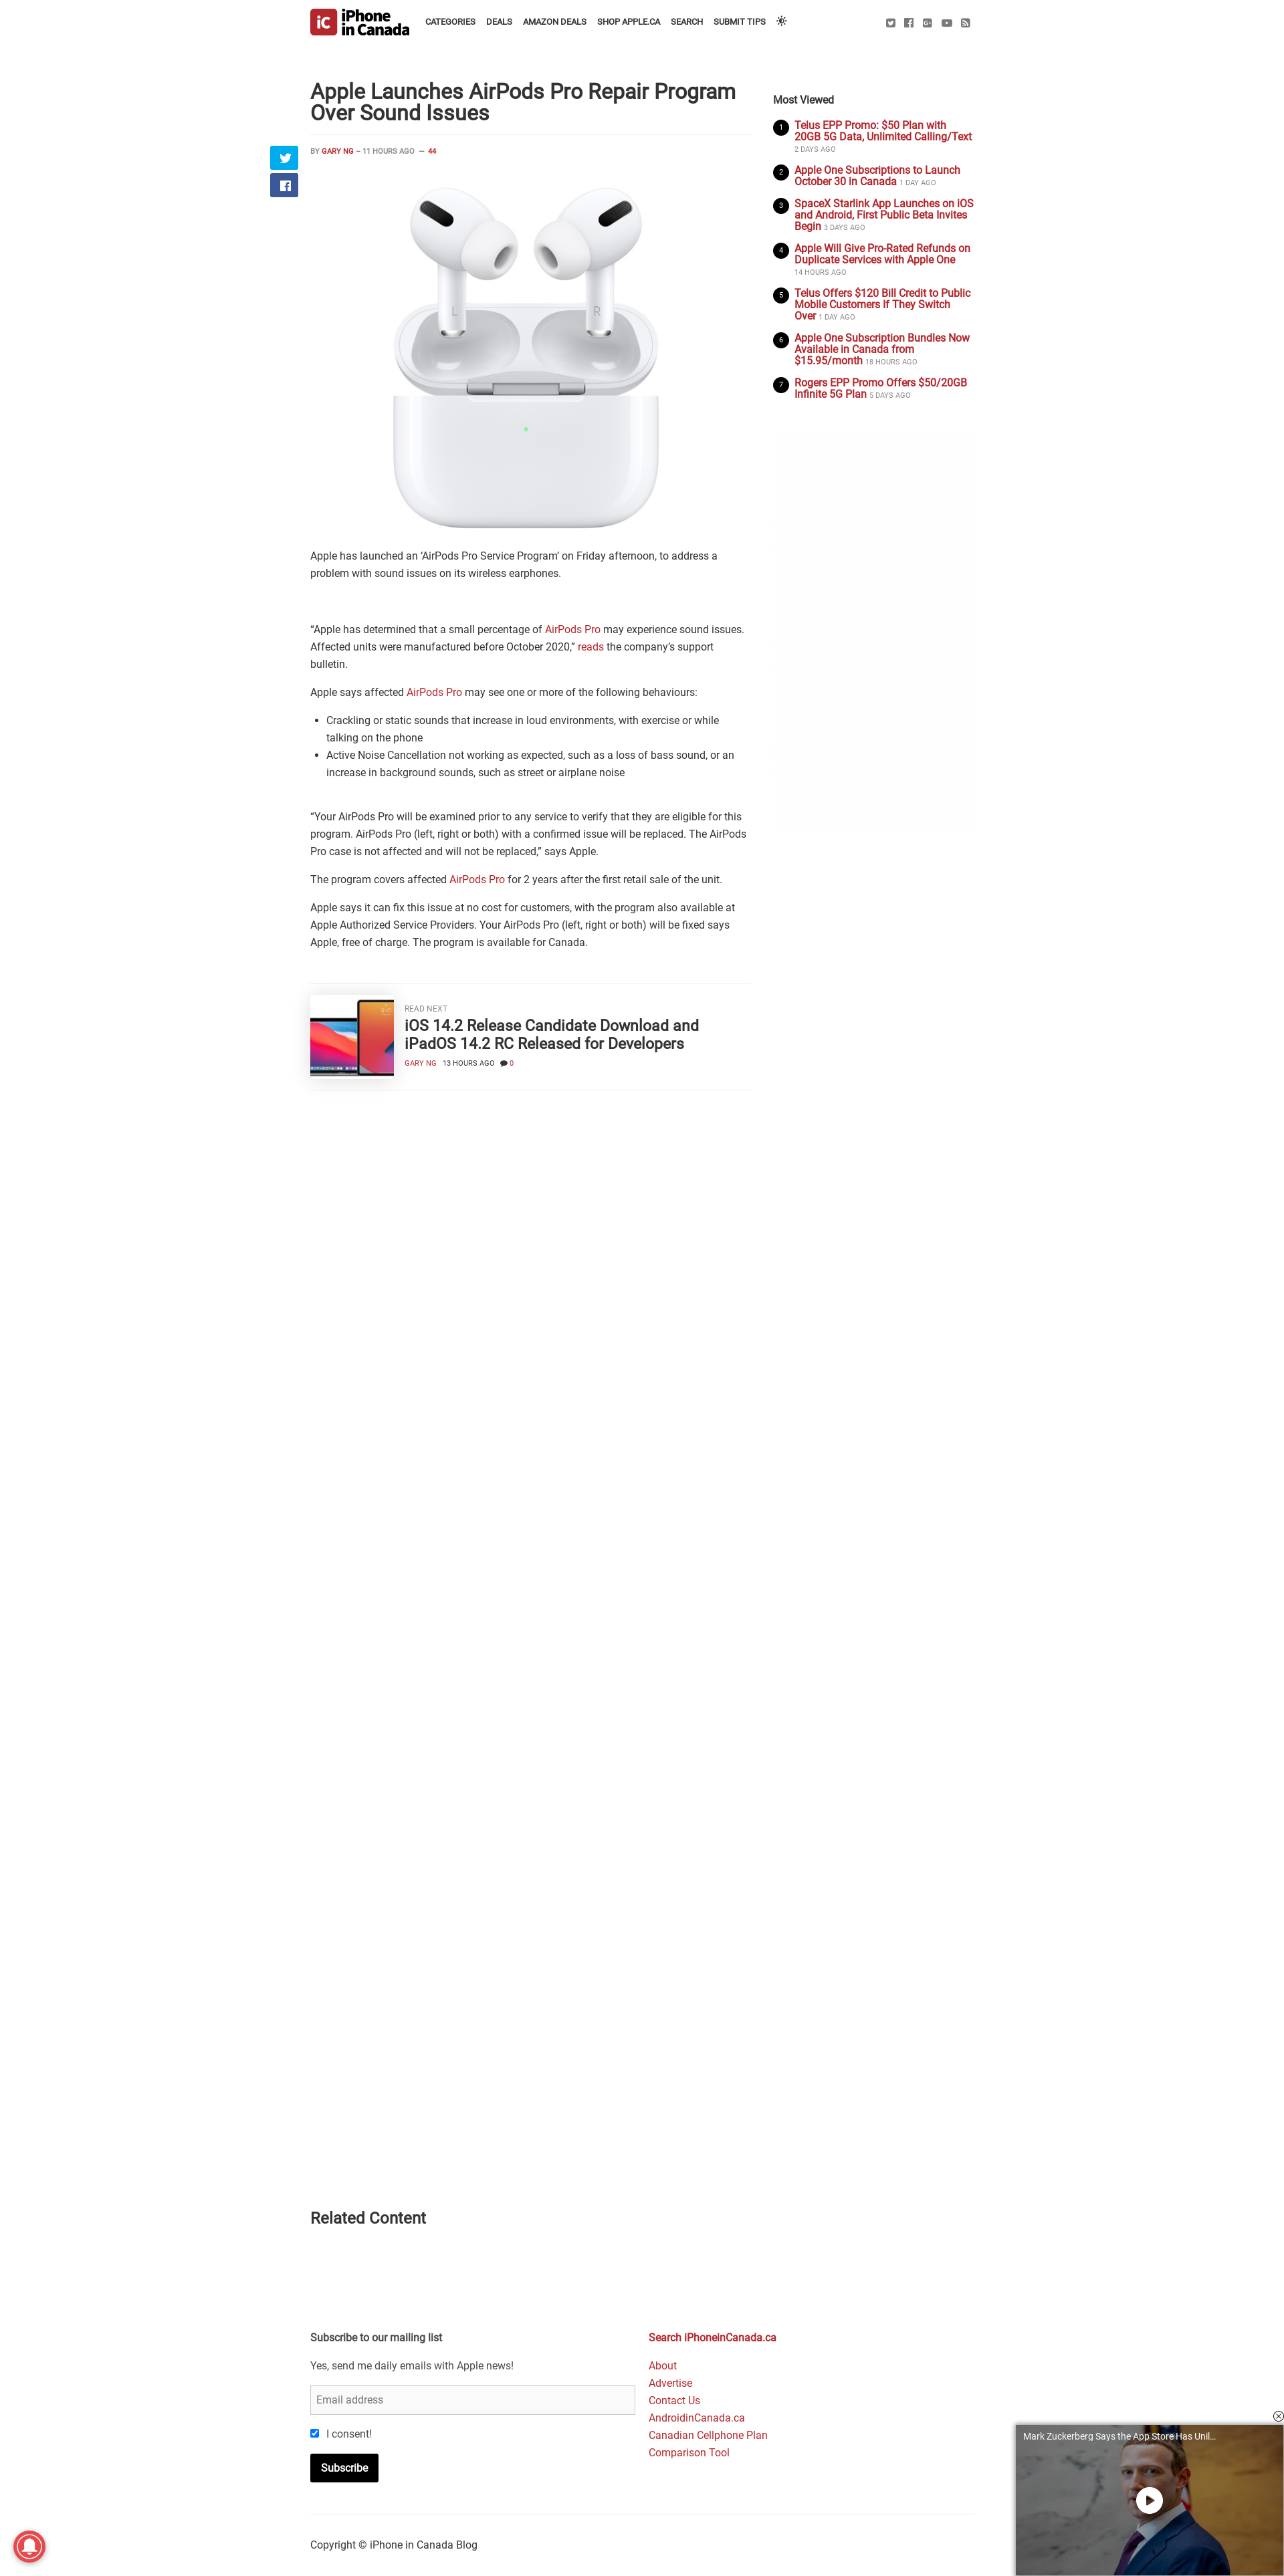 iPhone
in Canada
CATEGORIES DEALS AMAZON DEALS SHOP APPLE.CA SEARCH SUBMIT TIPS
Apple Launches AirPods Pro Repair Program
Over Sound Issues
BY GARY NG – 11 HOURS AGO — 44
L R
Apple has launched an ‘AirPods Pro Service Program’ on Friday afternoon, to address a
problem with sound issues on its wireless earphones.
“Apple has determined that a small percentage of AirPods Pro may experience sound issues.
Affected units were manufactured before October 2020,” reads the company’s support
bulletin.
Apple says affected AirPods Pro may see one or more of the following behaviours:
• Crackling or static sounds that increase in loud environments, with exercise or while
talking on the phone
• Active Noise Cancellation not working as expected, such as a loss of bass sound, or an
increase in background sounds, such as street or airplane noise
“Your AirPods Pro will be examined prior to any service to verify that they are eligible for this
program. AirPods Pro (left, right or both) with a confirmed issue will be replaced. The AirPods
Pro case is not affected and will not be replaced,” says Apple.
The program covers affected AirPods Pro for 2 years after the first retail sale of the unit.
Apple says it can fix this issue at no cost for customers, with the program also available at
Apple Authorized Service Providers. Your AirPods Pro (left, right or both) will be fixed says
Apple, free of charge. The program is available for Canada.
READ NEXT
iOS 14.2 Release Candidate Download and
iPadOS 14.2 RC Released for Developers
GARY NG 13 HOURS AGO 0
Most Viewed
1 Telus EPP Promo: $50 Plan with
20GB 5G Data, Unlimited Calling/Text
2 DAYS AGO
2 Apple One Subscriptions to Launch
October 30 in Canada 1 DAY AGO
3 SpaceX Starlink App Launches on iOS
and Android, First Public Beta Invites
Begin 3 DAYS AGO
4 Apple Will Give Pro-Rated Refunds on
Duplicate Services with Apple One
14 HOURS AGO
5 Telus Offers $120 Bill Credit to Public
Mobile Customers If They Switch
Over 1 DAY AGO
6 Apple One Subscription Bundles Now
Available in Canada from
$15.95/month 18 HOURS AGO
7 Rogers EPP Promo Offers $50/20GB
Infinite 5G Plan 5 DAYS AGO
Related Content
Subscribe to our mailing list
Yes, send me daily emails with Apple news!
Email address
I consent!
Subscribe
Search iPhoneinCanada.ca
About
Advertise
Contact Us
AndroidinCanada.ca
Canadian Cellphone Plan
Comparison Tool
Mark Zuckerberg Says the App Store Has Unil...
Copyright © iPhone in Canada Blog